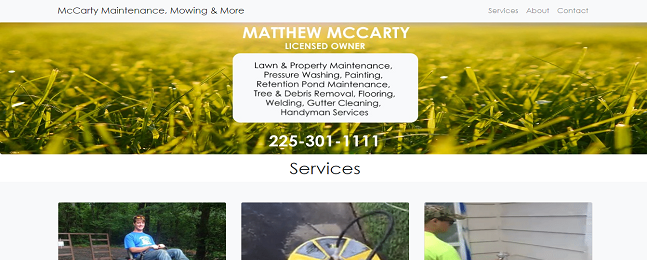 McCarty Maintenance, Mowing & More
Services About Contact
MATTHEW MCCARTY
LICENSED OWNER
Lawn & Property Maintenance,
Pressure Washing, Painting,
Retention Pond Maintenance,
Tree & Debris Removal, Flooring,
Welding, Gutter Cleaning,
Handyman Services
225-301-1111
Services